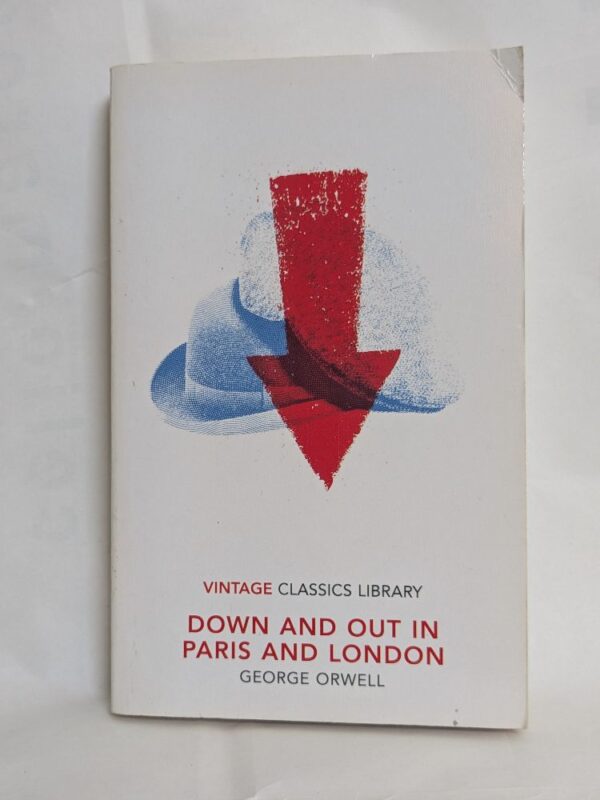 VINTAGE CLASSICS LIBRARY
DOWN AND OUT IN
PARIS AND LONDON
GEORGE ORWELL